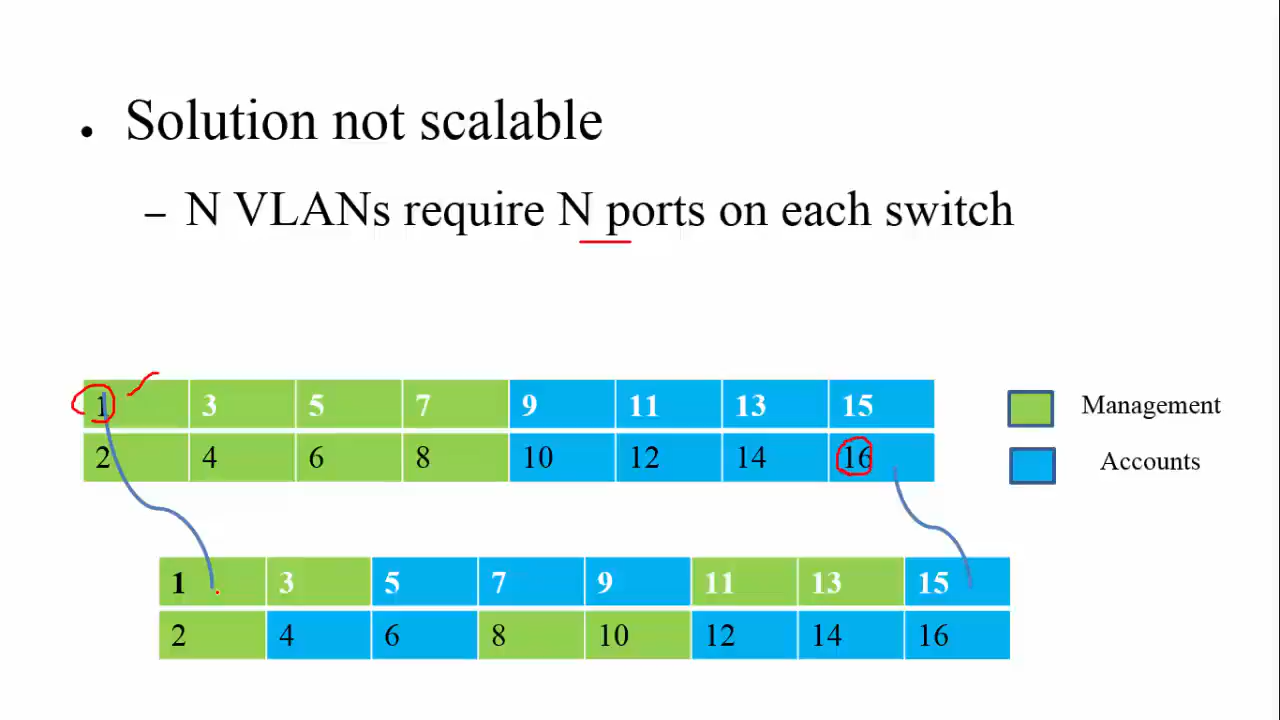 • Solution not scalable
– N VLANs require N ports on each switch
1 3 5 7 9 11 13 15
2 4 6 8 10 12 14 16
Management
Accounts
1 3 5 7 9 11 13 15
2 4 6 8 10 12 14 16